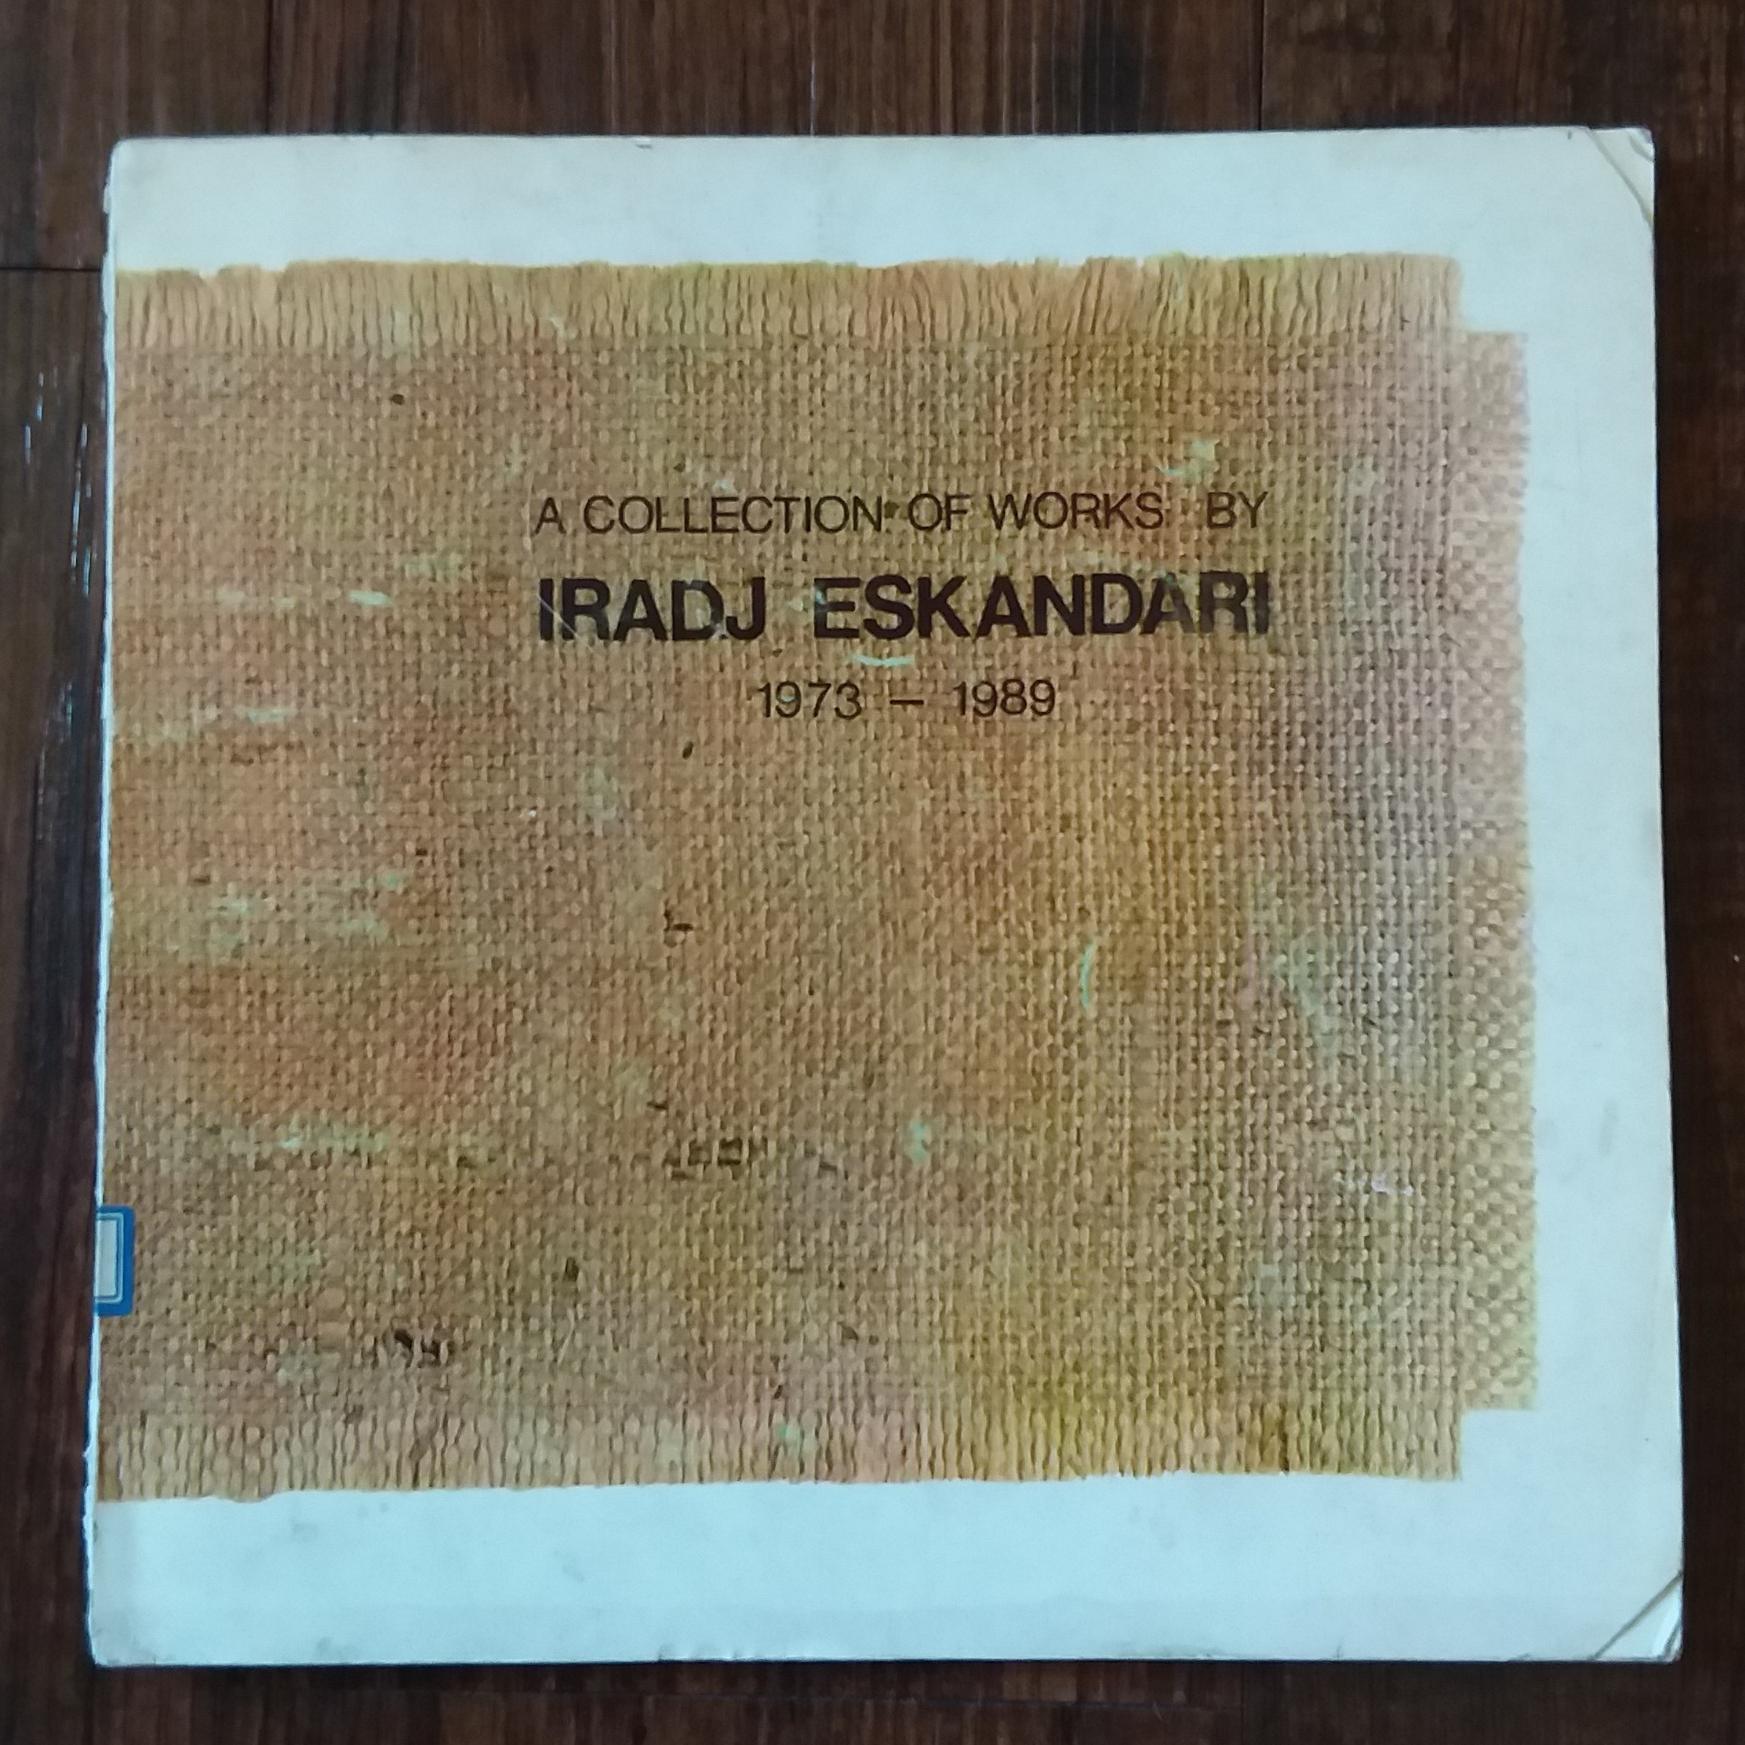 A COLLECTION OF WORKS BY
IRADJ ESKANDARI
1973 – 1989